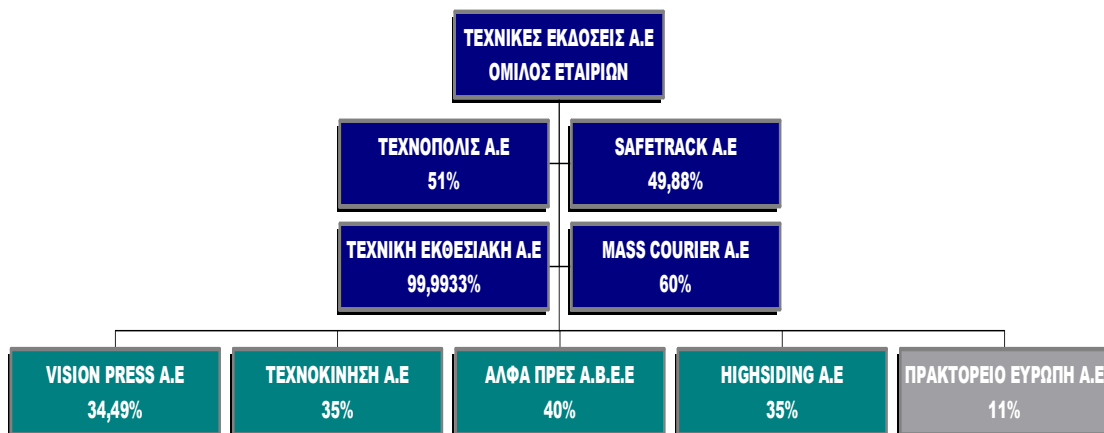 ΤΕΧΝΙΚΕΣ ΕΚΔΟΣΕΙΣ Α.Ε
ΟΜΙΛΟΣ ΕΤΑΙΡΙΩΝ
ΤΕΧΝΟΠΟΛΙΣ Α.Ε
51%
SAFETRACK Α.Ε
49,88%
ΤΕΧΝΙΚΗ ΕΚΘΕΣΙΑΚΗ Α.Ε
99,9933%
MASS COURIER Α.Ε
60%
VISION PRESS Α.Ε
34,49%
ΤΕΧΝΟΚΙΝΗΣΗ Α.Ε
35%
ΑΛΦΑ ΠΡΕΣ Α.Β.Ε.Ε
40%
HIGHSIDING Α.Ε
35%
ΠΡΑΚΤΟΡΕΙΟ ΕΥΡΩΠΗ Α.Ε
11%